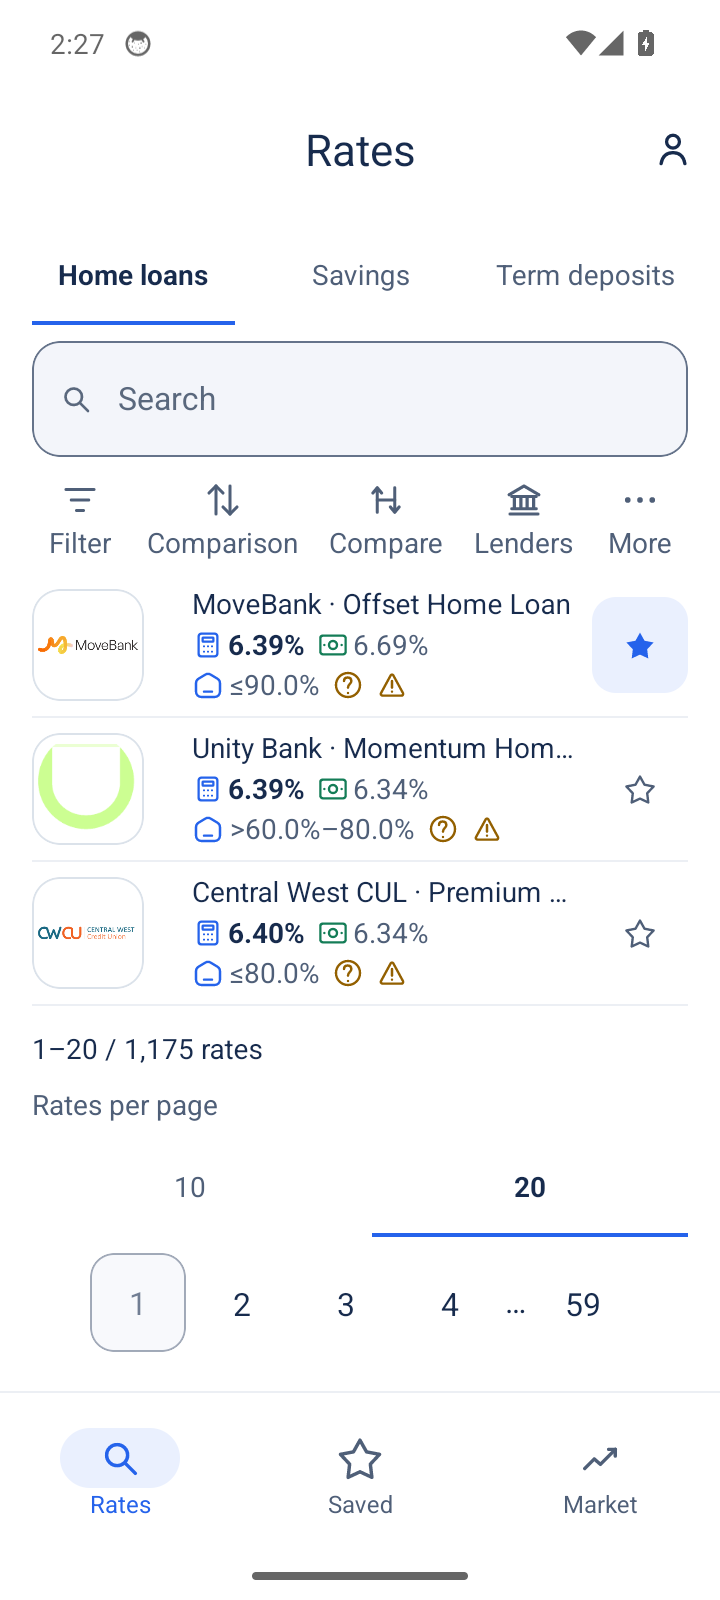 2:27
Rates
Home loans
Savings
Term deposits
Search
Filter
Comparison
Compare
Lenders
More
MoveBank
MoveBank · Offset Home Loan
6.39% 6.69%
≤90.0%
Unity Bank · Momentum Hom...
6.39% 6.34%
>60.0%–80.0%
CWCU CENTRAL WEST
Credit Union
Central West CUL · Premium ...
6.40% 6.34%
≤80.0%
1–20 / 1,175 rates
Rates per page
10
20
1 2 3 4 ... 59
Rates
Saved
Market